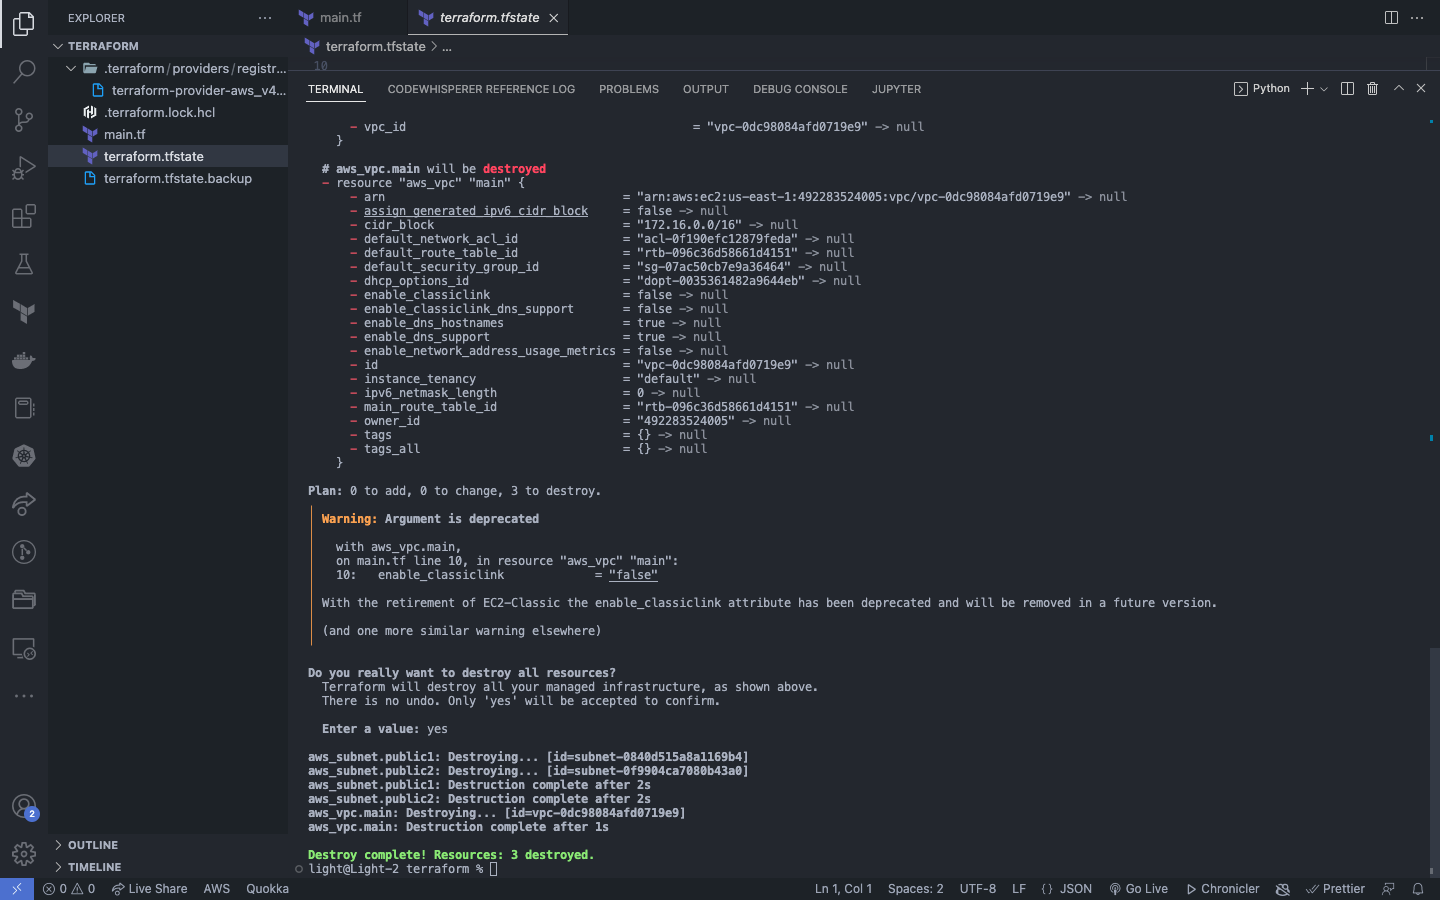 EXPLORER
TERRAFORM
.terraform/providers/registr...
terraform-provider-aws_v4...
.terraform.lock.hcl
main.tf
terraform.tfstate
terraform.tfstate.backup
OUTLINE
TIMELINE
2
main.tf
terraform.tfstate
terraform.tfstate > ...
10
TERMINAL CODEWHISPERER REFERENCE LOG PROBLEMS OUTPUT DEBUG CONSOLE JUPYTER Python
- vpc_id = "vpc-0dc98084afd0719e9" -> null
}
# aws_vpc.main will be destroyed
- resource "aws_vpc" "main" {
- arn = "arn:aws:ec2:us-east-1:492283524005:vpc/vpc-0dc98084afd0719e9" -> null
- assign_generated_ipv6_cidr_block = false -> null
- cidr_block = "172.16.0.0/16" -> null
- default_network_acl_id = "acl-0f190efc12879feda" -> null
- default_route_table_id = "rtb-096c36d58661d4151" -> null
- default_security_group_id = "sg-07ac50cb7e9a36464" -> null
- dhcp_options_id = "dopt-0035361482a9644eb" -> null
- enable_classiclink = false -> null
- enable_classiclink_dns_support = false -> null
- enable_dns_hostnames = true -> null
- enable_dns_support = true -> null
- enable_network_address_usage_metrics = false -> null
- id = "vpc-0dc98084afd0719e9" -> null
- instance_tenancy = "default" -> null
- ipv6_netmask_length = 0 -> null
- main_route_table_id = "rtb-096c36d58661d4151" -> null
- owner_id = "492283524005" -> null
- tags = {} -> null
- tags_all = {} -> null
}
Plan: 0 to add, 0 to change, 3 to destroy.
Warning: Argument is deprecated
with aws_vpc.main,
on main.tf line 10, in resource "aws_vpc" "main":
10: enable_classiclink = "false"
With the retirement of EC2-Classic the enable_classiclink attribute has been deprecated and will be removed in a future version.
(and one more similar warning elsewhere)
Do you really want to destroy all resources?
Terraform will destroy all your managed infrastructure, as shown above.
There is no undo. Only 'yes' will be accepted to confirm.
Enter a value: yes
aws_subnet.public1: Destroying... [id=subnet-0840d515a8a1169b4]
aws_subnet.public2: Destroying... [id=subnet-0f9904ca7080b43a0]
aws_subnet.public1: Destruction complete after 2s
aws_subnet.public2: Destruction complete after 2s
aws_vpc.main: Destroying... [id=vpc-0dc98084afd0719e9]
aws_vpc.main: Destruction complete after 1s
Destroy complete! Resources: 3 destroyed.
light@Light-2 terraform %
0 0 Live Share AWS Quokka Ln 1, Col 1 Spaces: 2 UTF-8 LF {} JSON Go Live Chronicler Prettier